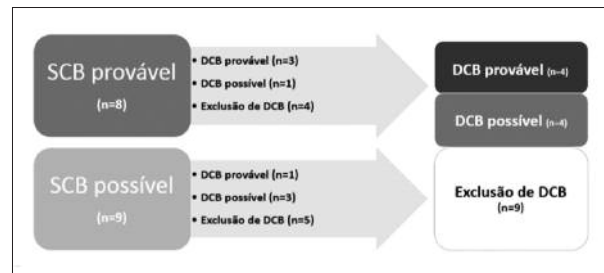 SCB provável
(n=8)
• DCB provável (n=3)
• DCB possível (n=1)
• Exclusão de DCB (n=4)
SCB possível
(n=9)
• DCB provável (n=1)
• DCB possível (n=3)
• Exclusão de DCB (n=5)
DCB provável (n=4)
DCB possível (n=4)
Exclusão de DCB
(n=9)